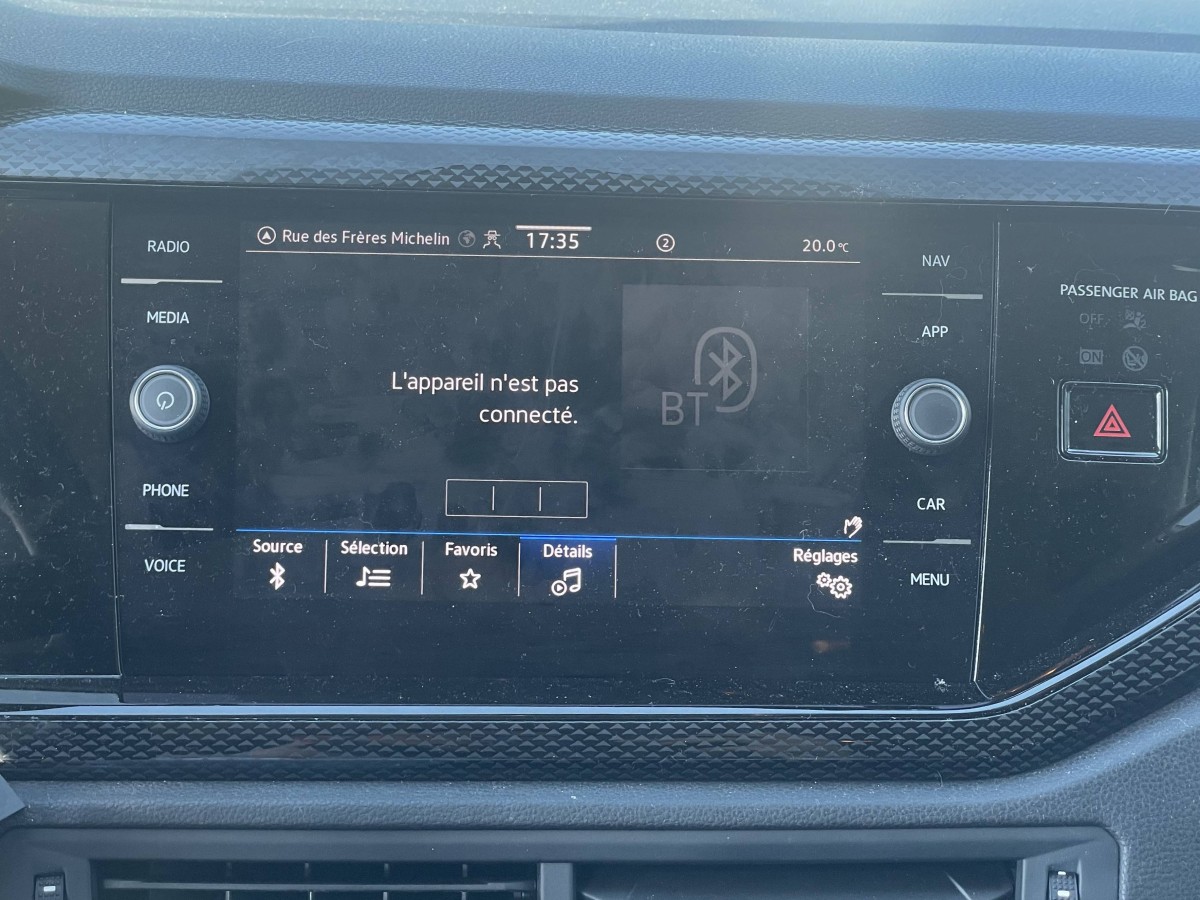 RADIO
MEDIA
PHONE
VOICE
Rue des Frères Michelin
17:35
2
20.0°C
L'appareil n'est pas
connecté.
BT
Source
Sélection
Favoris
Détails
Réglages
NAV
APP
CAR
MENU
PASSENGER AIR BAG
OFF
ON